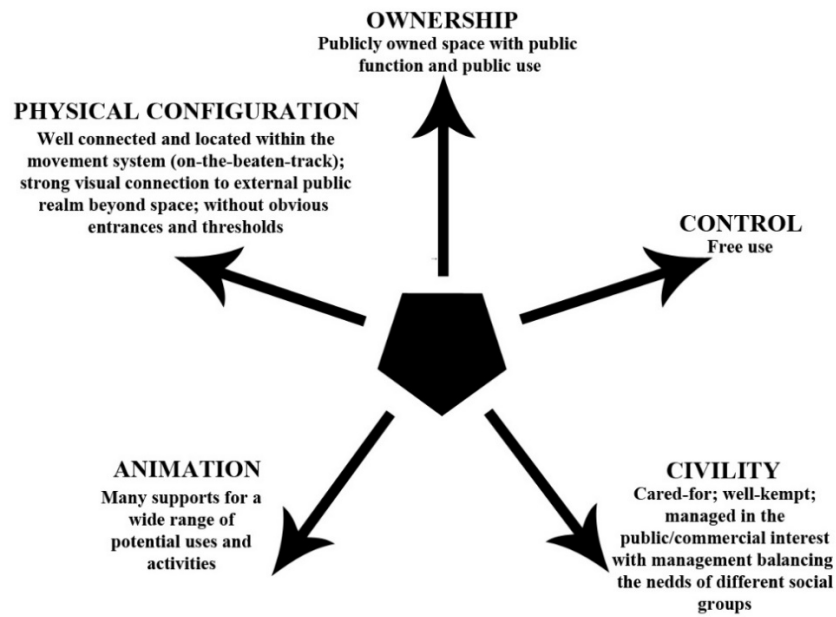 OWNERSHIP
Publicly owned space with public
function and public use
PHYSICAL CONFIGURATION
Well connected and located within the
movement system (on-the-beaten-track);
strong visual connection to external public
realm beyond space; without obvious
entrances and thresholds
CONTROL
Free use
ANIMATION
Many supports for a
wide range of
potential uses and
activities
CIVILITY
Cared-for; well-kempt;
managed in the
public/commercial interest
with management balancing
the nedds of different social
groups